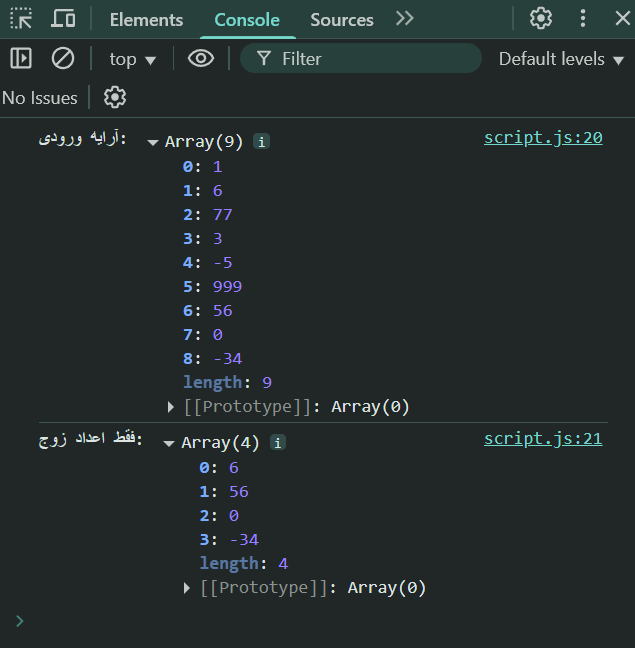 Elements Console Sources
top Filter Default levels
No Issues
آرایه ورودی: Array(9) i script.js:20
0: 1
1: 6
2: 77
3: 3
4: -5
5: 999
6: 56
7: 0
8: -34
length: 9
[[Prototype]]: Array(0)
فقط اعداد زوج: Array(4) i script.js:21
0: 6
1: 56
2: 0
3: -34
length: 4
[[Prototype]]: Array(0)